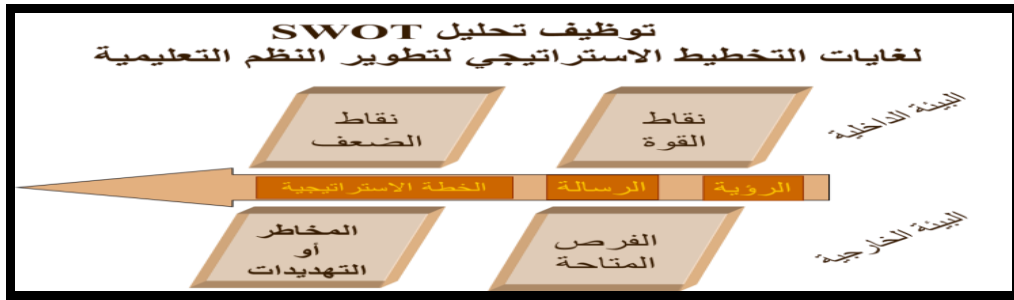 توظيف تحليل SWOT
لغايات التخطيط الاستراتيجي لتطوير النظم التعليمية
البيئة الداخلية
نقاط
القوة
نقاط
الضعف
الرؤية
الرسالة
الخطة الاستراتيجية
البيئة الخارجية
الفرص
المتاحة
المخاطر
أو
التهديدات